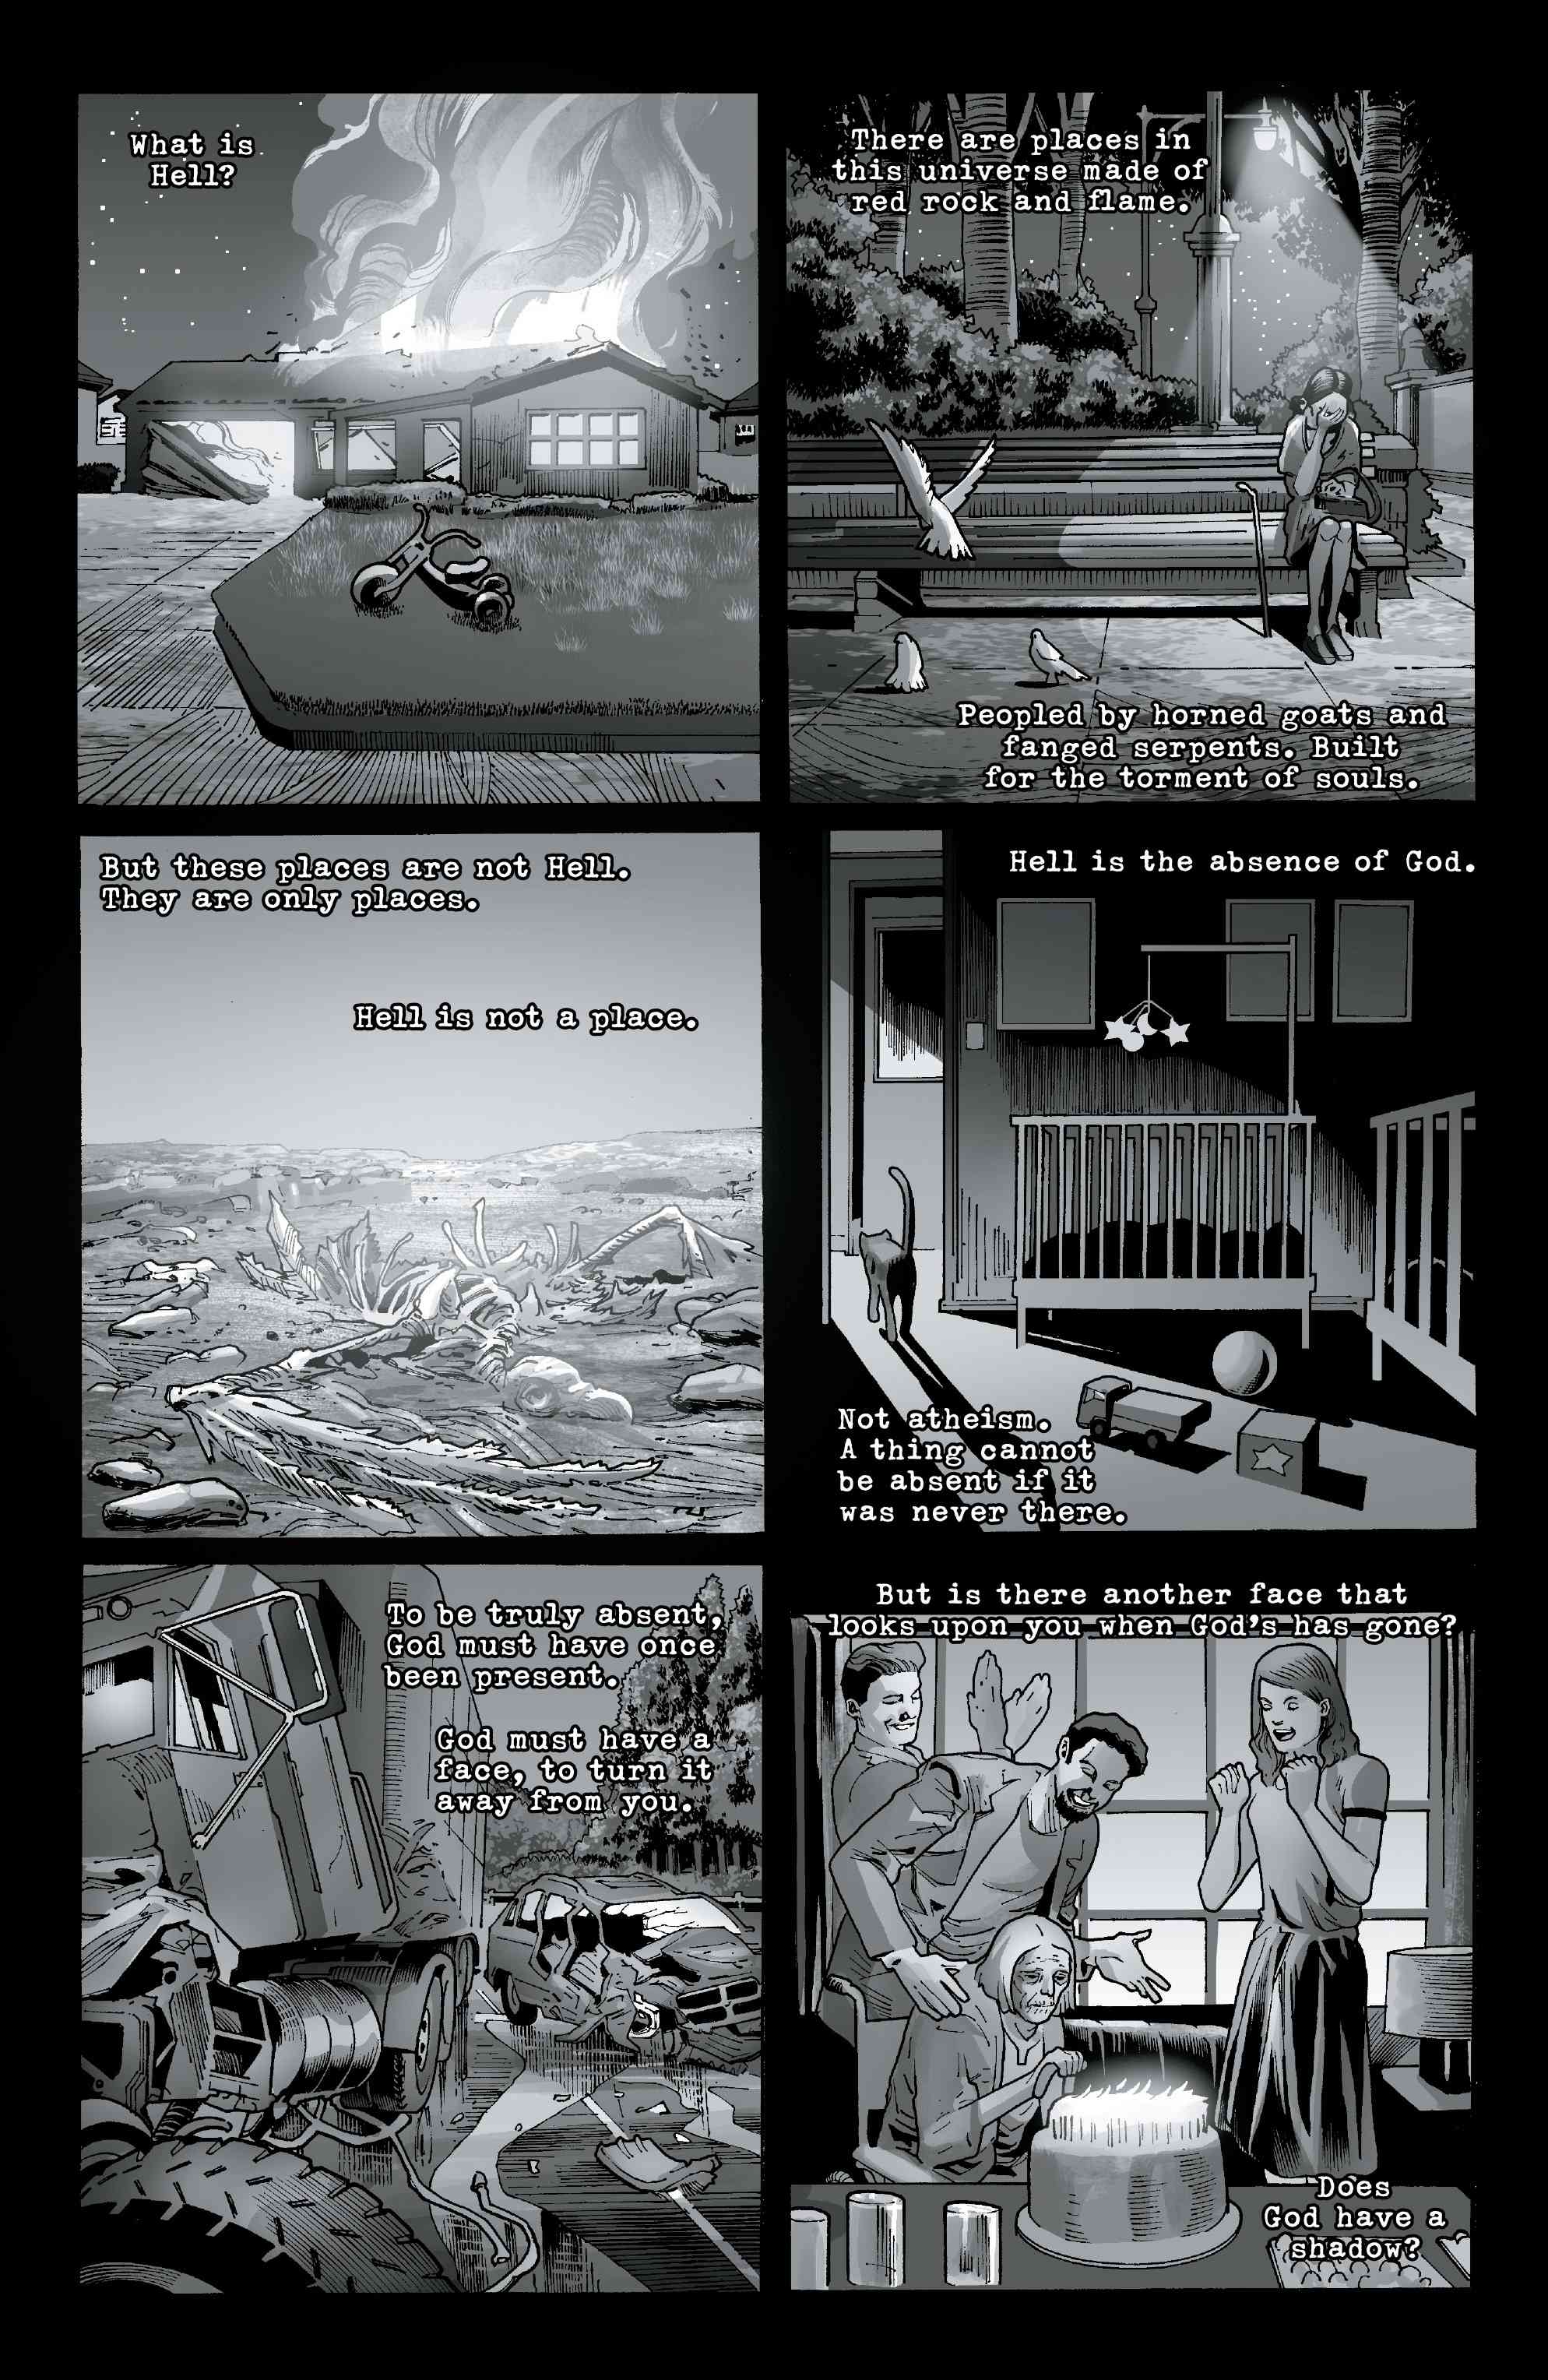 What is
Hell?
There are places in
this universe made of
red rock and flame.
Peopled by horned goats and
fanged serpents. Built
for the torment of souls.
But these places are not Hell.
They are only places.
Hell is not a place.
Hell is the absence of God.
Not atheism.
A thing cannot
be absent if it
was never there.
To be truly absent,
God must have once
been present.
God must have a
face, to turn it
away from you.
But is there another face that
looks upon you when God's has gone?
Does
God have a
shadow?